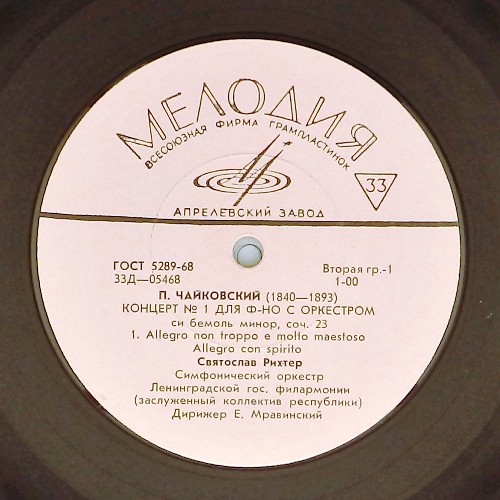 МЕЛОДИЯ
ВСЕСОЮЗНАЯ ФИРМА ГРАМПЛАСТИНОК
33
АПРЕЛЕВСКИЙ ЗАВОД
ГОСТ 5289-68
Вторая гр.-1
33Д—05468
1-00
П. ЧАЙКОВСКИЙ (1840—1893)
КОНЦЕРТ № 1 ДЛЯ Ф-НО С ОРКЕСТРОМ
си бемоль минор, соч. 23
1. Allegro non troppo e molto maestoso
Allegro con spirito
Святослав Рихтер
Симфонический оркестр
Ленинградской гос. филармонии
(заслуженный коллектив республики)
Дирижер Е. Мравинский